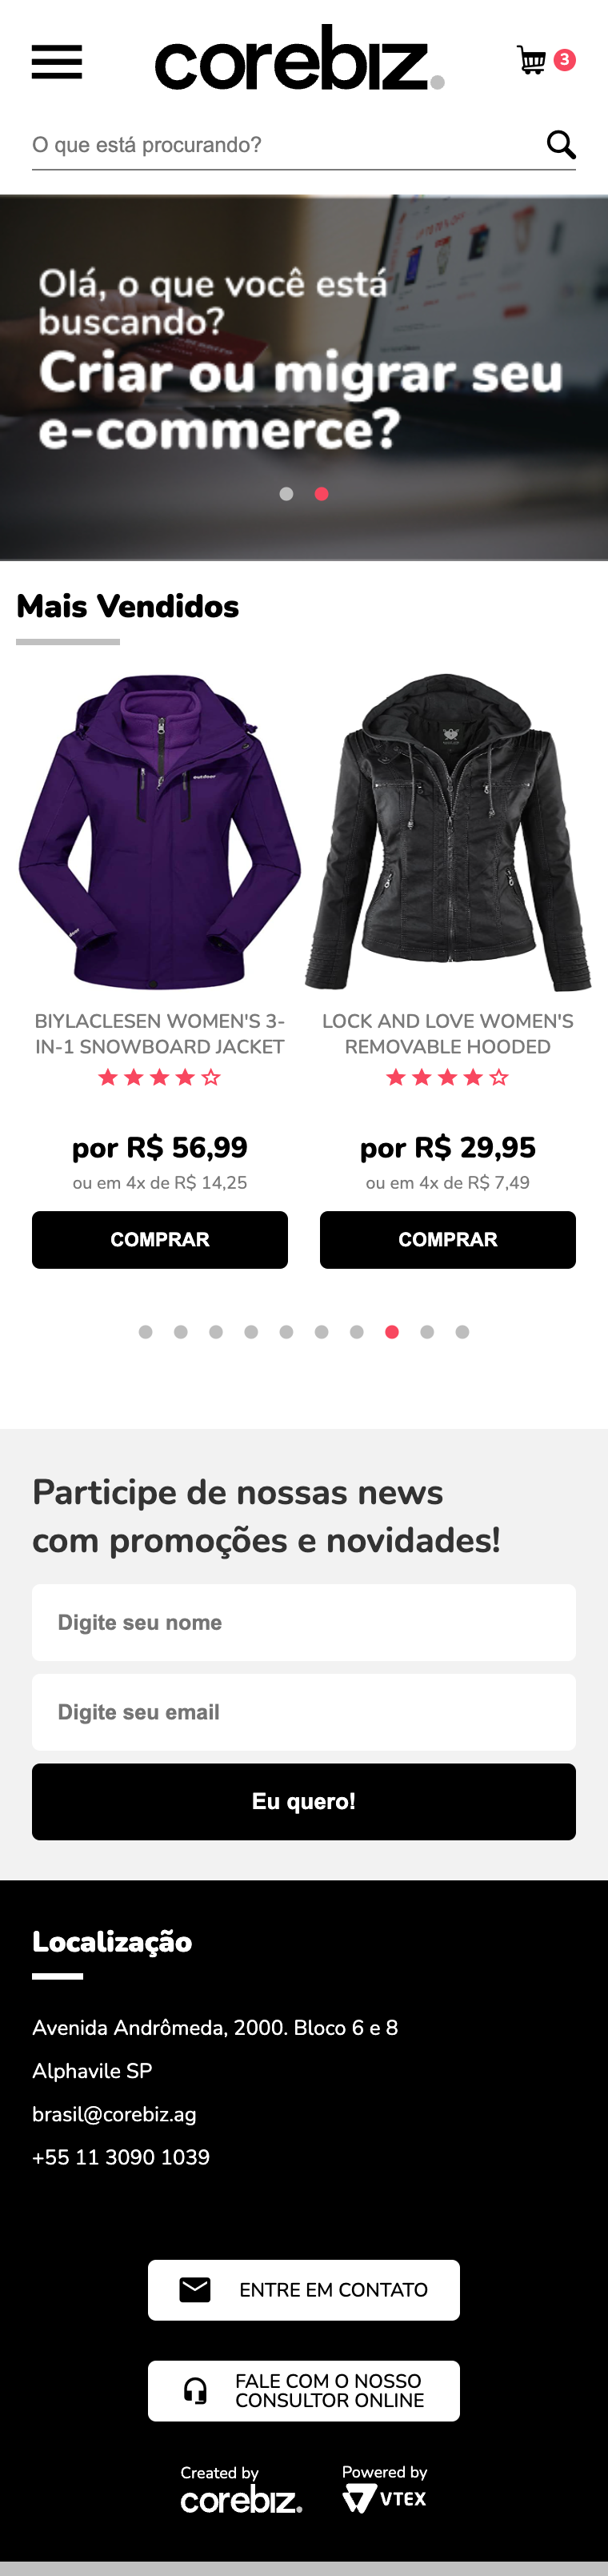 corebiz.
3
O que está procurando?
Olá, o que você está
buscando?
Criar ou migrar seu
e-commerce?
Mais Vendidos
outdoor
BIYLACLESEN WOMEN'S 3-
IN-1 SNOWBOARD JACKET
LOCK AND LOVE WOMEN'S
REMOVABLE HOODED
por R$ 56,99
ou em 4x de R$ 14,25
COMPRAR
por R$ 29,95
ou em 4x de R$ 7,49
COMPRAR
Participe de nossas news
com promoções e novidades!
Digite seu nome
Digite seu email
Eu quero!
Localização
Avenida Andrômeda, 2000. Bloco 6 e 8
Alphavile SP
brasil@corebiz.ag
+55 11 3090 1039
ENTRE EM CONTATO
FALE COM O NOSSO
CONSULTOR ONLINE
Created by
corebiz.
Powered by
VTEX